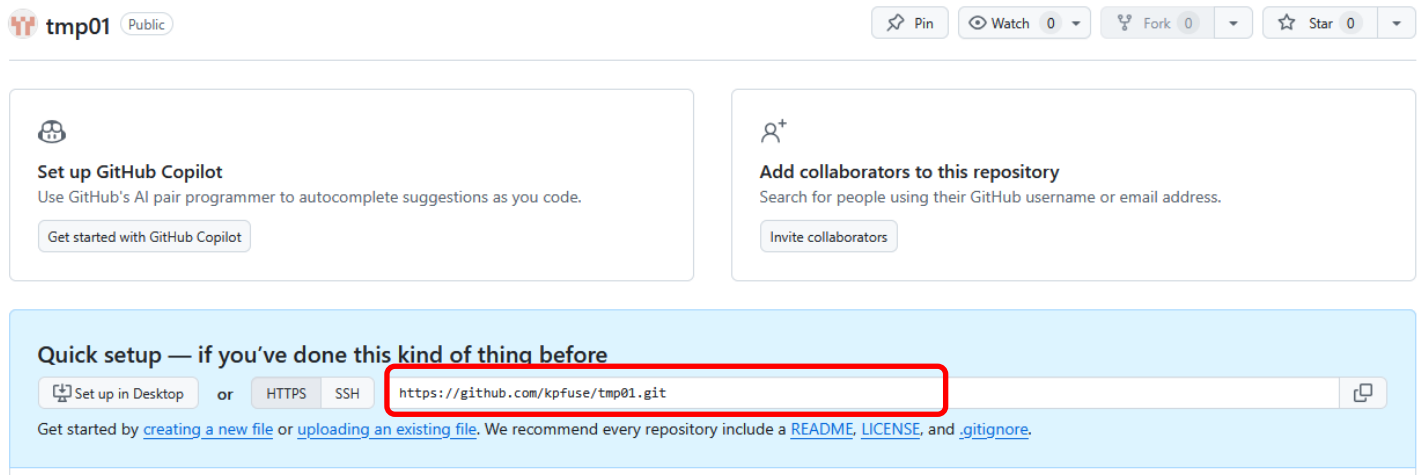 tmp01 Public Pin Watch 0 Fork 0 Star 0
Set up GitHub Copilot
Use GitHub's AI pair programmer to autocomplete suggestions as you code.
Get started with GitHub Copilot
Add collaborators to this repository
Search for people using their GitHub username or email address.
Invite collaborators
Quick setup — if you've done this kind of thing before
Set up in Desktop or HTTPS SSH https://github.com/kpfuse/tmp01.git
Get started by creating a new file or uploading an existing file. We recommend every repository include a README, LICENSE, and .gitignore.